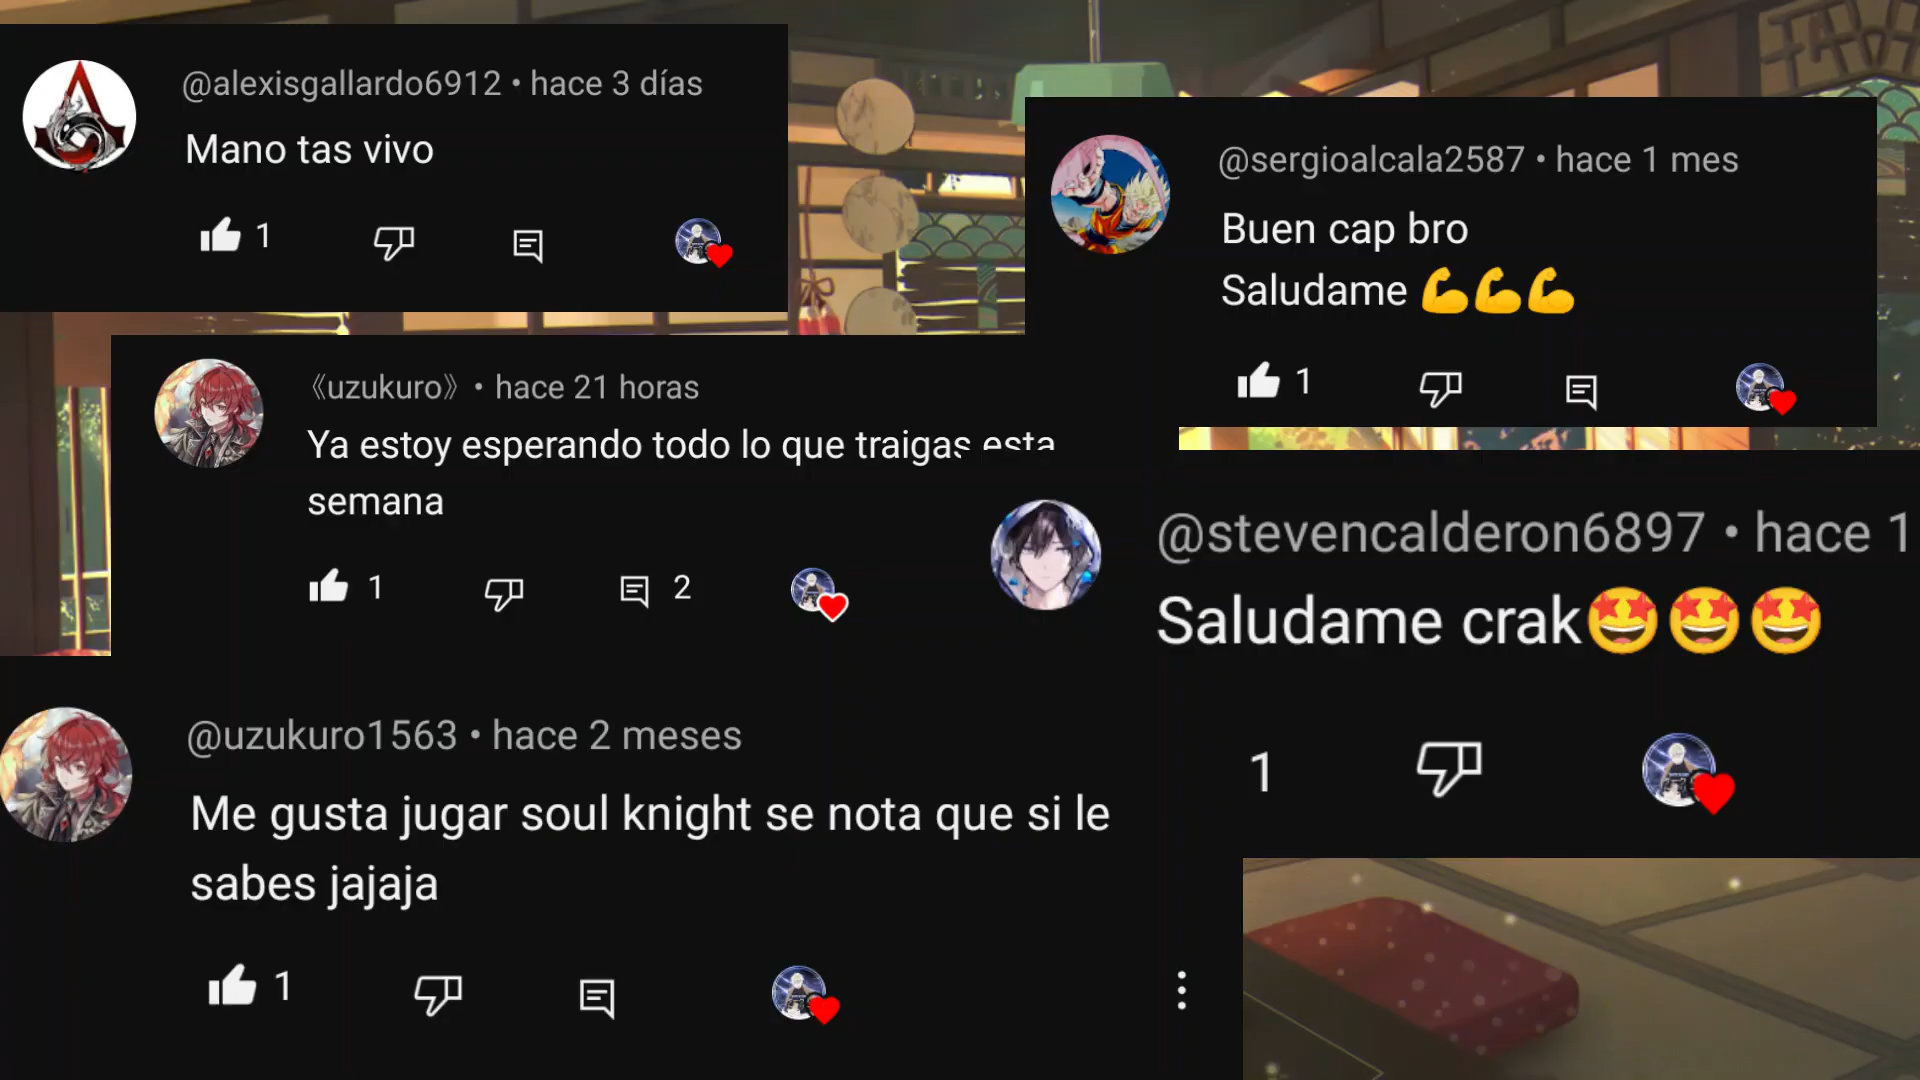 @alexisgallardo6912 • hace 3 días
Mano tas vivo
1
@sergioalcala2587 • hace 1 mes
Buen cap bro
Saludame 💪💪💪
1
《uzukuro》 • hace 21 horas
Ya estoy esperando todo lo que traigas esta
semana
1
2
@stevencalderon6897 • hace 1
Saludame crak🤩🤩🤩
1
@uzukuro1563 • hace 2 meses
Me gusta jugar soul knight se nota que si le
sabes jajaja
1